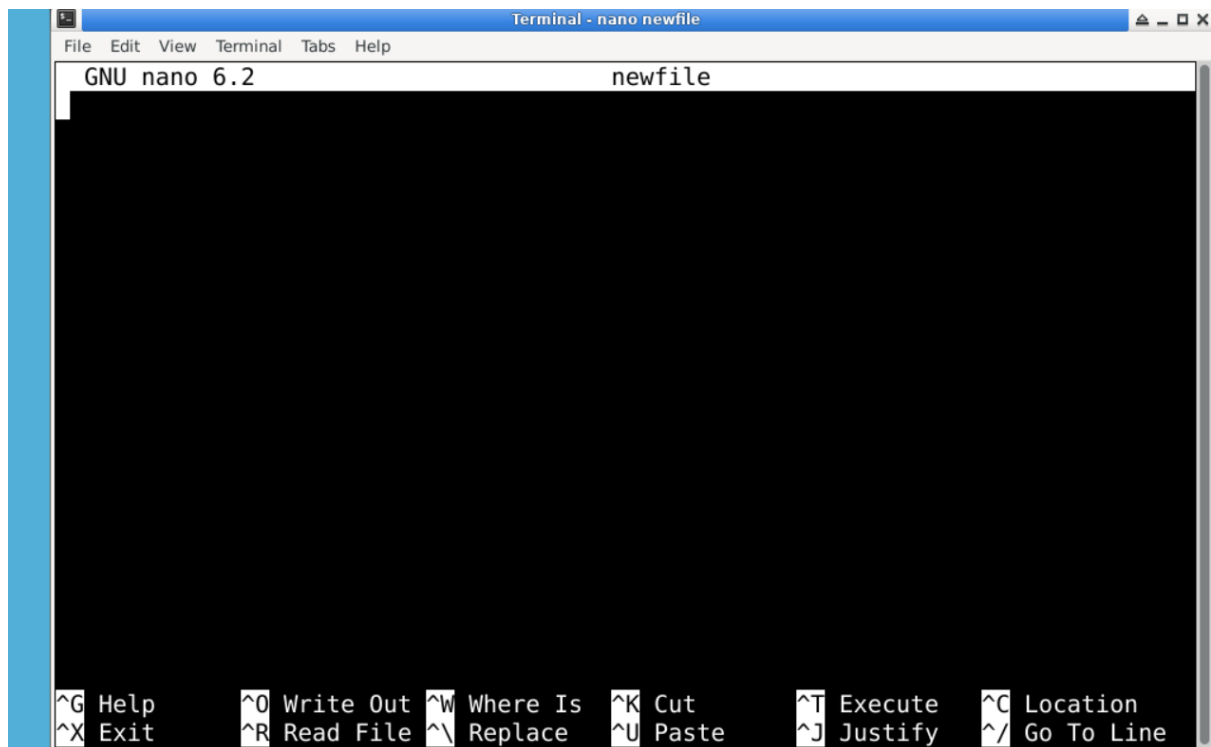 Terminal - nano newfile
File Edit View Terminal Tabs Help
GNU nano 6.2 newfile
^G Help ^O Write Out ^W Where Is ^K Cut ^T Execute ^C Location
^X Exit ^R Read File ^\ Replace ^U Paste ^J Justify ^/ Go To Line